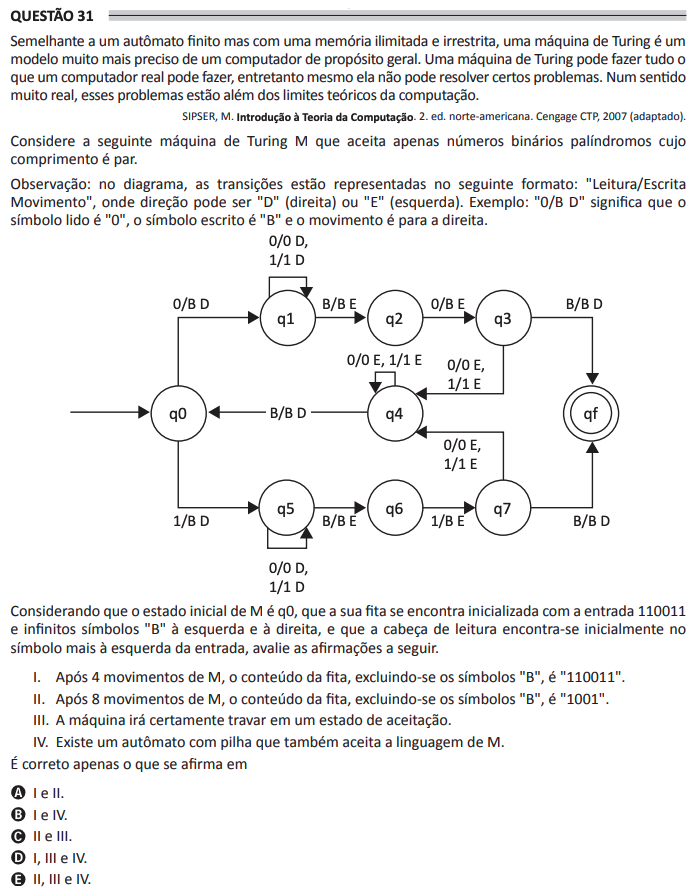 QUESTÃO 31
Semelhante a um autômato finito mas com uma memória ilimitada e irrestrita, uma máquina de Turing é um
modelo muito mais preciso de um computador de propósito geral. Uma máquina de Turing pode fazer tudo o
que um computador real pode fazer, entretanto mesmo ela não pode resolver certos problemas. Num sentido
muito real, esses problemas estão além dos limites teóricos da computação.
SIPSER, M. Introdução à Teoria da Computação. 2. ed. norte-americana. Cengage CTP, 2007 (adaptado).
Considere a seguinte máquina de Turing M que aceita apenas números binários palíndromos cujo
comprimento é par.
Observação: no diagrama, as transições estão representadas no seguinte formato: "Leitura/Escrita
Movimento", onde direção pode ser "D" (direita) ou "E" (esquerda). Exemplo: "0/B D" significa que o
símbolo lido é "0", o símbolo escrito é "B" e o movimento é para a direita.
0/0 D,
1/1 D
0/B D
B/B E
0/B E
B/B D
q1
q2
q3
0/0 E, 1/1 E
0/0 E,
1/1 E
q0
B/B D
q4
qf
0/0 E,
1/1 E
q5
q6
q7
1/B D
B/B E
1/B E
B/B D
0/0 D,
1/1 D
Considerando que o estado inicial de M é q0, que a sua fita se encontra inicializada com a entrada 110011
e infinitos símbolos "B" à esquerda e à direita, e que a cabeça de leitura encontra-se inicialmente no
símbolo mais à esquerda da entrada, avalie as afirmações a seguir.
I. Após 4 movimentos de M, o conteúdo da fita, excluindo-se os símbolos "B", é "110011".
II. Após 8 movimentos de M, o conteúdo da fita, excluindo-se os símbolos "B", é "1001".
III. A máquina irá certamente travar em um estado de aceitação.
IV. Existe um autômato com pilha que também aceita a linguagem de M.
É correto apenas o que se afirma em
A I e II.
B I e IV.
C II e III.
D I, III e IV.
E II, III e IV.